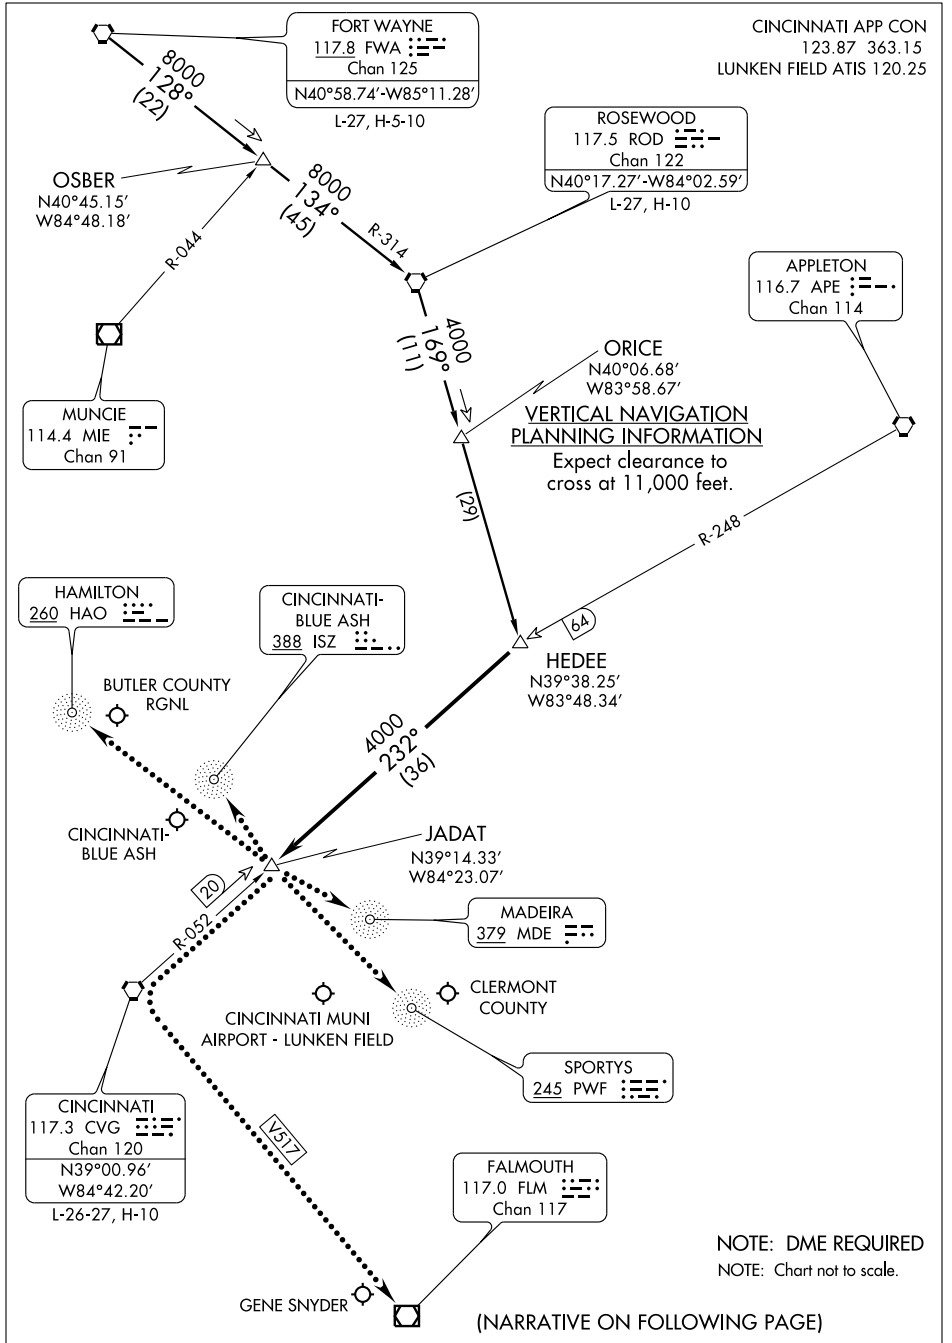 FORT WAYNE
117.8 FWA
Chan 125
N40°58.74′-W85°11.28′
L-27, H-5-10
CINCINNATI APP CON
123.87 363.15
LUNKEN FIELD ATIS 120.25
8000
128°
(22)
ROSEWOOD
117.5 ROD
Chan 122
N40°17.27′-W84°02.59′
L-27, H-10
OSBER
N40°45.15′
W84°48.18′
8000
134°
(45)
R-314
R-044
APPLETON
116.7 APE
Chan 114
4000
169°
(11)
ORICE
N40°06.68′
W83°58.67′
VERTICAL NAVIGATION
PLANNING INFORMATION
Expect clearance to
cross at 11,000 feet.
MUNCIE
114.4 MIE
Chan 91
(29)
R-248
64
HAMILTON
260 HAO
CINCINNATI-
BLUE ASH
388 ISZ
HEDEE
N39°38.25′
W83°48.34′
BUTLER COUNTY
RGNL
4000
232°
(36)
CINCINNATI-
BLUE ASH
JADAT
N39°14.33′
W84°23.07′
20
R-052
MADEIRA
379 MDE
CLERMONT
COUNTY
CINCINNATI MUNI
AIRPORT - LUNKEN FIELD
SPORTYS
245 PWF
CINCINNATI
117.3 CVG
Chan 120
N39°00.96′
W84°42.20′
L-26-27, H-10
V517
FALMOUTH
117.0 FLM
Chan 117
NOTE: DME REQUIRED
NOTE: Chart not to scale.
GENE SNYDER
(NARRATIVE ON FOLLOWING PAGE)